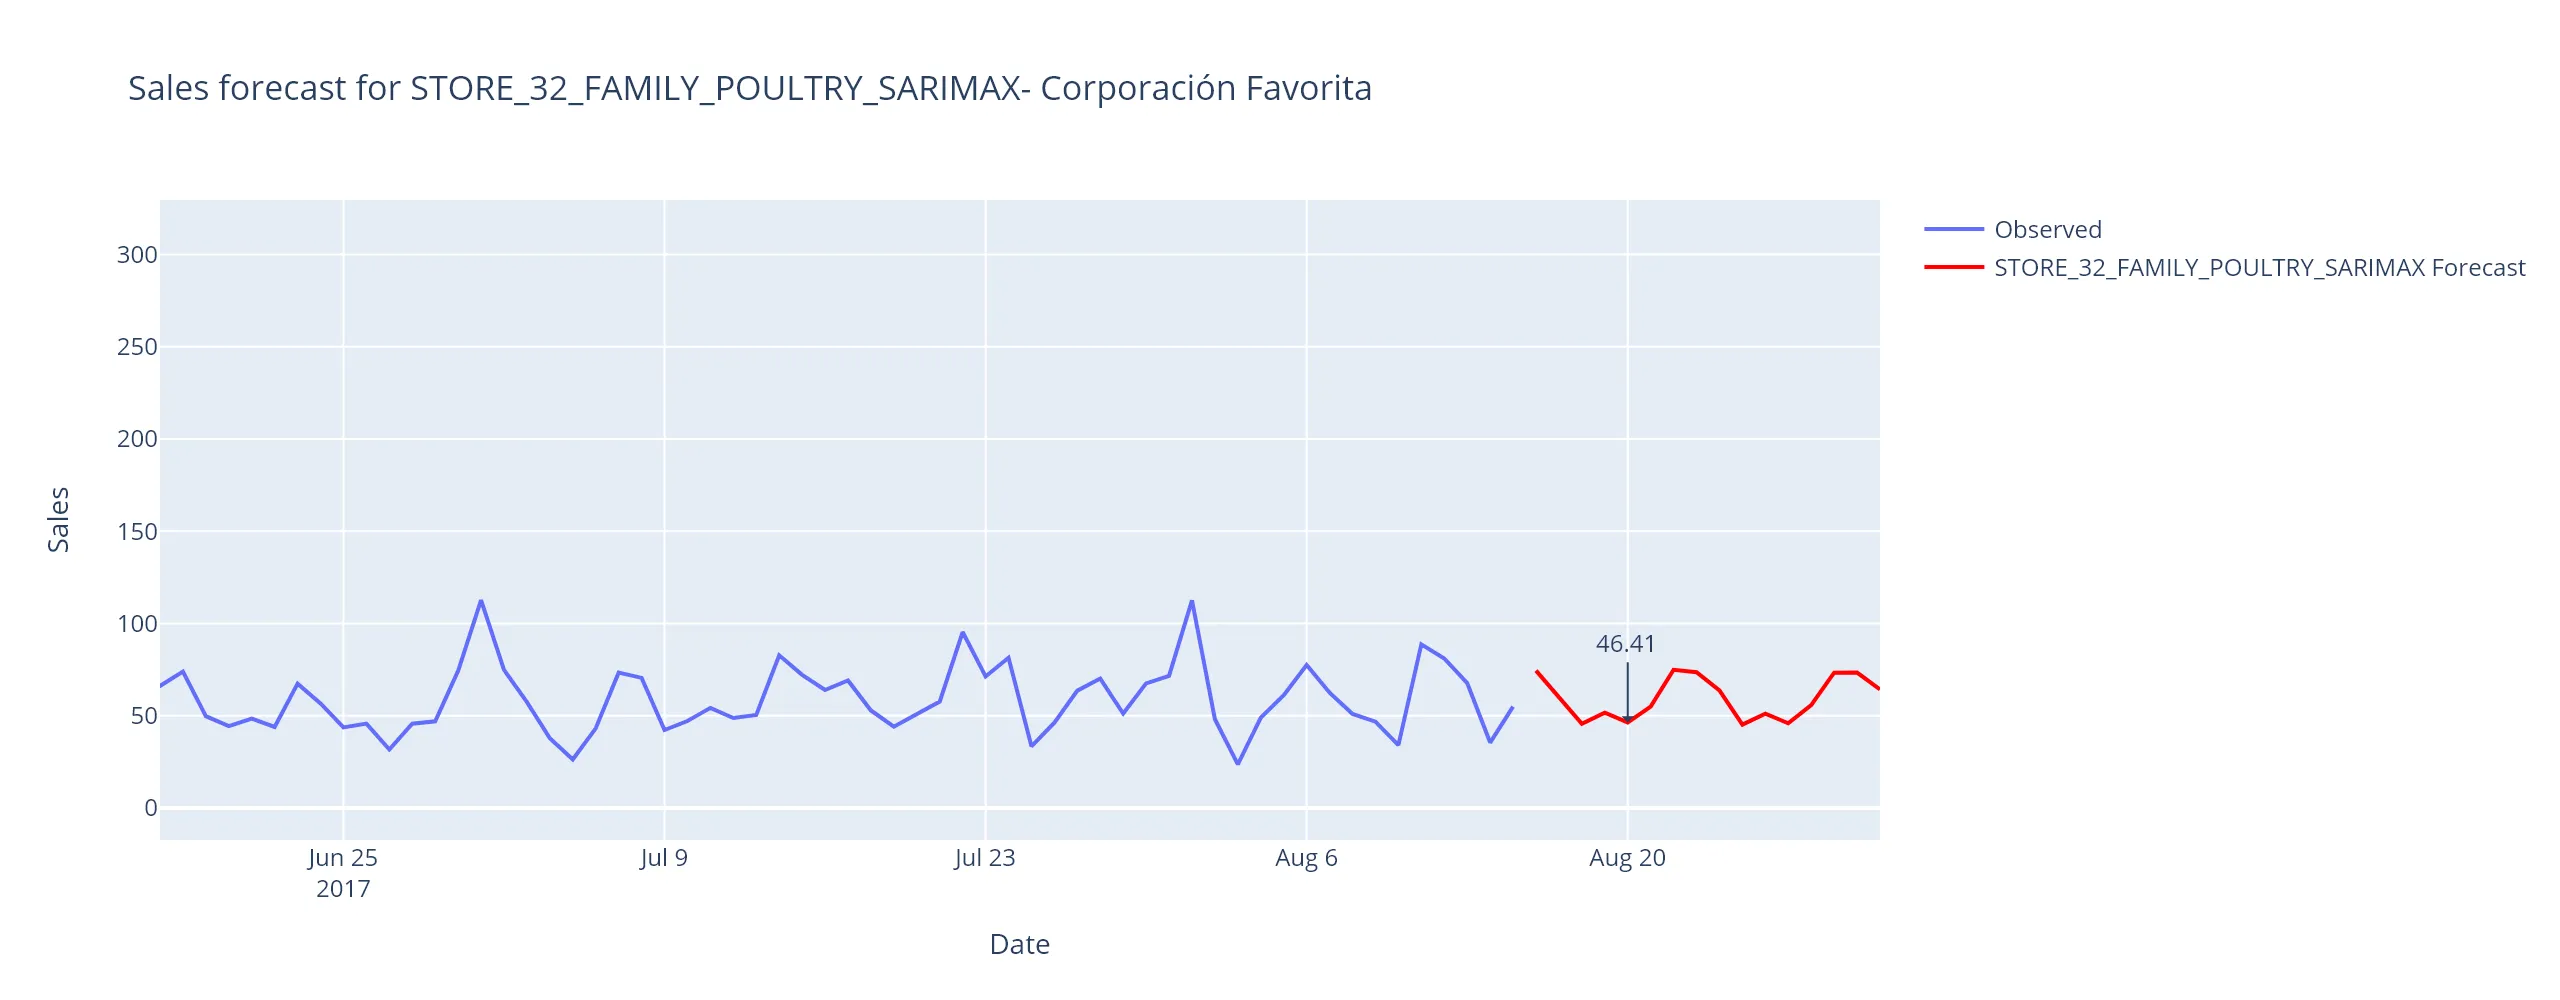 Sales forecast for STORE_32_FAMILY_POULTRY_SARIMAX- Corporación Favorita
Observed
STORE_32_FAMILY_POULTRY_SARIMAX Forecast
300
250
200
150
100
50
0
Sales
46.41
Jun 25
2017
Jul 9
Jul 23
Aug 6
Aug 20
Date